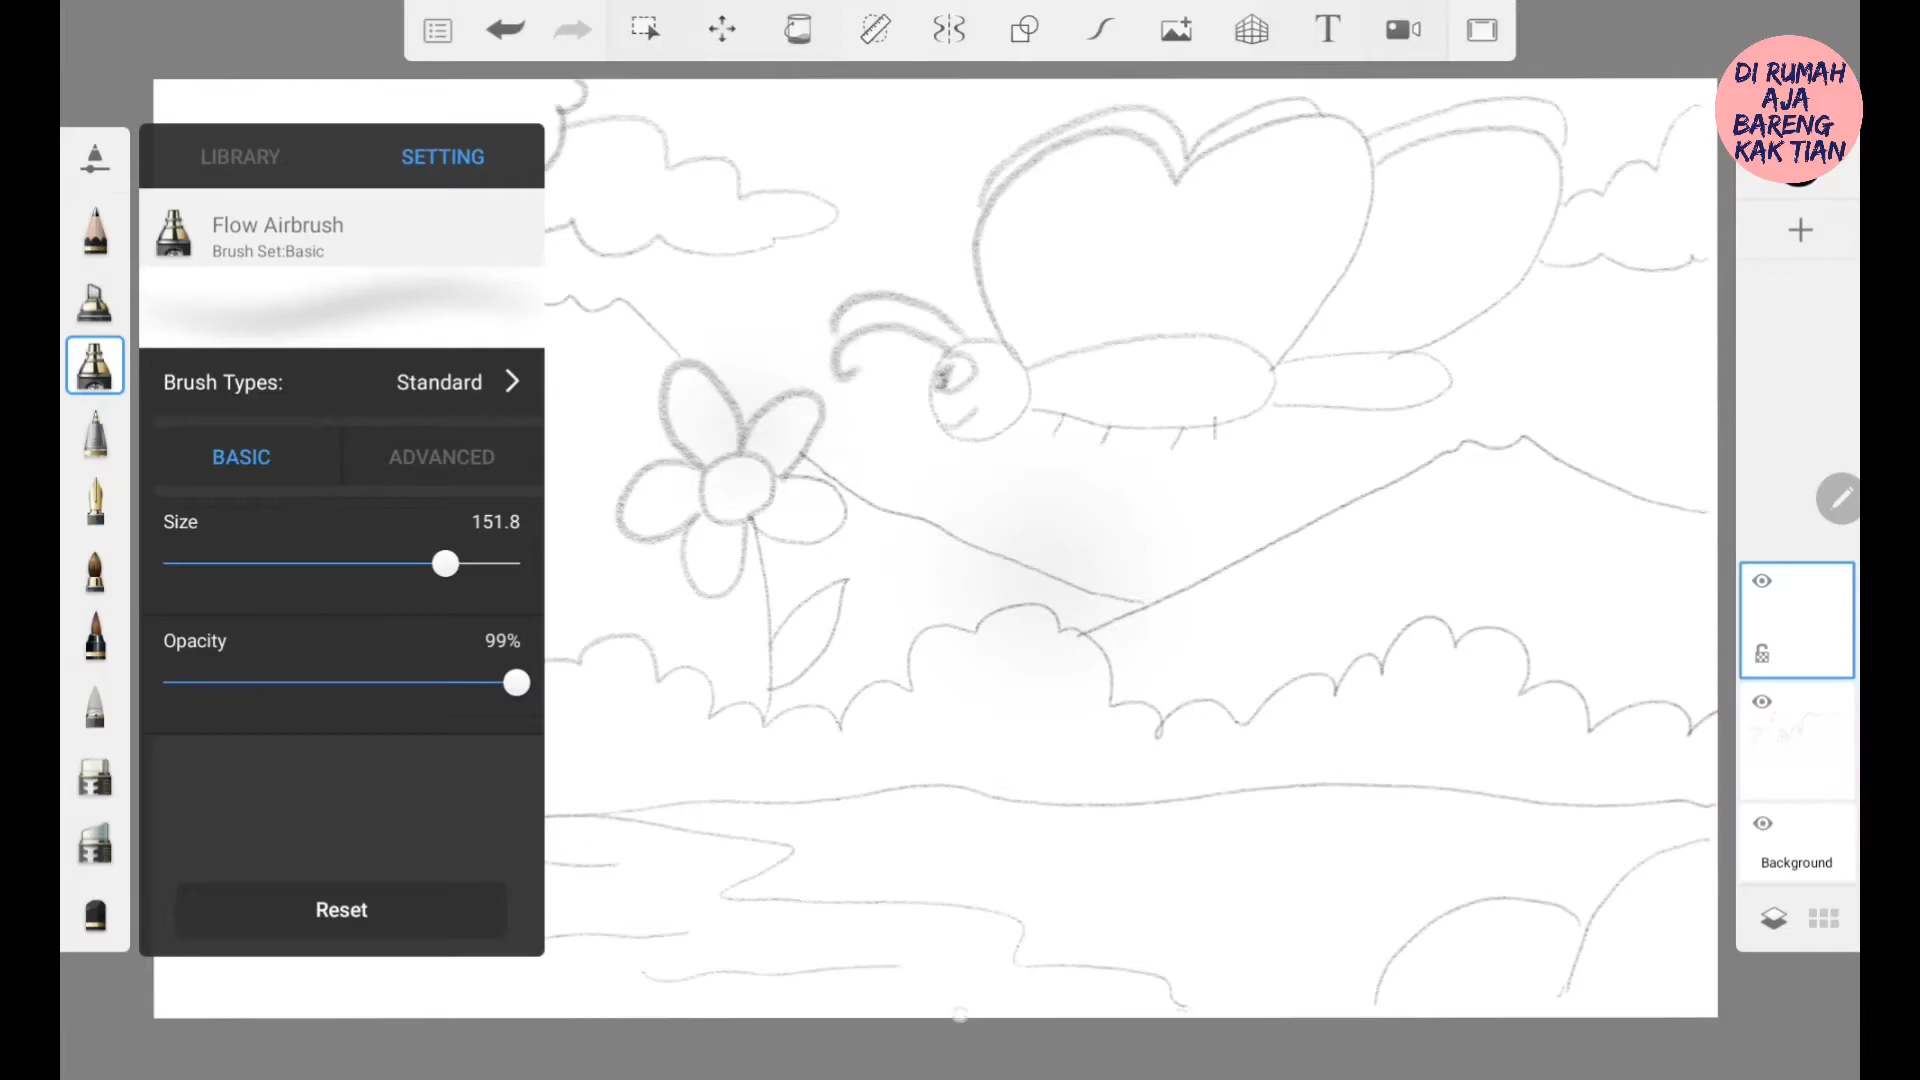 DI RUMAH
AJA
BARENG
KAK TIAN
LIBRARY SETTING
Flow Airbrush
Brush Set:Basic
Brush Types: Standard
BASIC ADVANCED
Size 151.8
Opacity 99%
Reset
Background